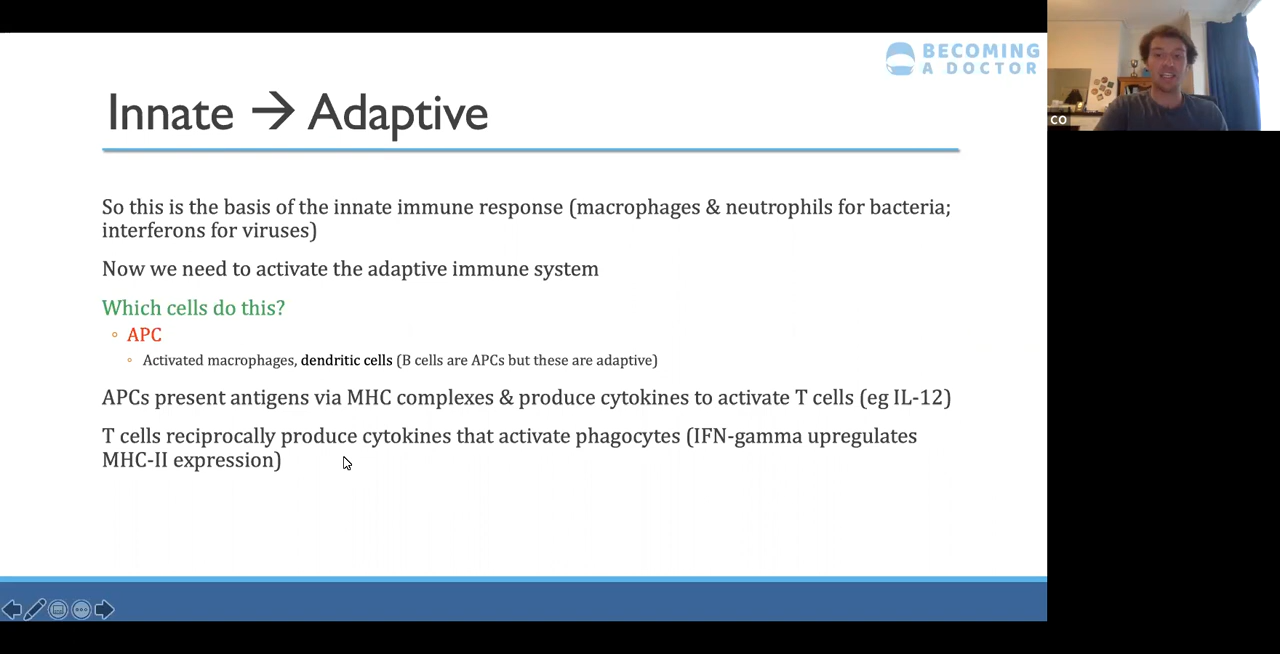 BECOMING
A DOCTOR
CO
Innate → Adaptive
So this is the basis of the innate immune response (macrophages & neutrophils for bacteria;
interferons for viruses)
Now we need to activate the adaptive immune system
Which cells do this?
APC
Activated macrophages, dendritic cells (B cells are APCs but these are adaptive)
APCs present antigens via MHC complexes & produce cytokines to activate T cells (eg IL-12)
T cells reciprocally produce cytokines that activate phagocytes (IFN-gamma upregulates
MHC-II expression)